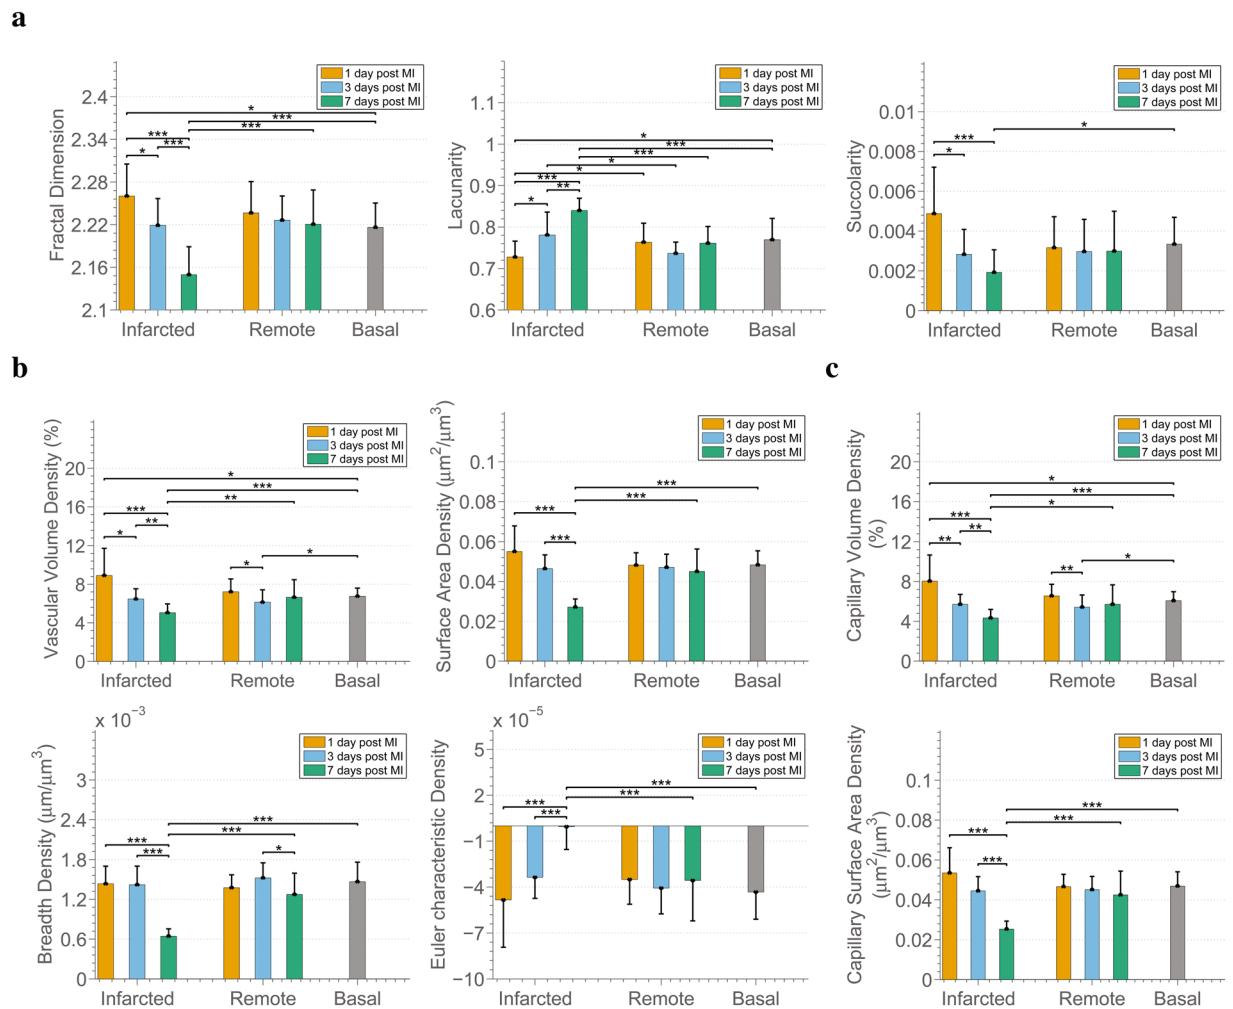 a
Fractal Dimension
2.4
2.34
2.28
2.22
2.16
2.1
1 day post MI
3 days post MI
7 days post MI
*
***
***
***
***
*
Infarcted Remote Basal
Lacunarity
1.1
1
0.9
0.8
0.7
0.6
1 day post MI
3 days post MI
7 days post MI
*
***
***
*
*
***
**
*
Infarcted Remote Basal
Succolarity
0.01
0.008
0.006
0.004
0.002
0
1 day post MI
3 days post MI
7 days post MI
*
***
*
Infarcted Remote Basal
b
Vascular Volume Density (%)
20
16
12
8
4
0
1 day post MI
3 days post MI
7 days post MI
*
***
**
***
**
*
*
*
Infarcted Remote Basal
Surface Area Density (μm²/μm³)
0.1
0.08
0.06
0.04
0.02
0
1 day post MI
3 days post MI
7 days post MI
***
***
***
***
Infarcted Remote Basal
x 10⁻³
Breadth Density (μm/μm³)
3
2.4
1.8
1.2
0.6
0
1 day post MI
3 days post MI
7 days post MI
***
***
***
***
*
Infarcted Remote Basal
x 10⁻⁵
Euler characteristic Density
5
2
−1
−4
−7
−10
1 day post MI
3 days post MI
7 days post MI
***
***
***
***
Infarcted Remote Basal
c
Capillary Volume Density
(%)
20
16
12
8
4
0
1 day post MI
3 days post MI
7 days post MI
*
***
*
***
**
**
*
**
Infarcted Remote Basal
Capillary Surface Area Density
(μm²/μm³)
0.1
0.08
0.06
0.04
0.02
0
1 day post MI
3 days post MI
7 days post MI
***
***
***
***
Infarcted Remote Basal